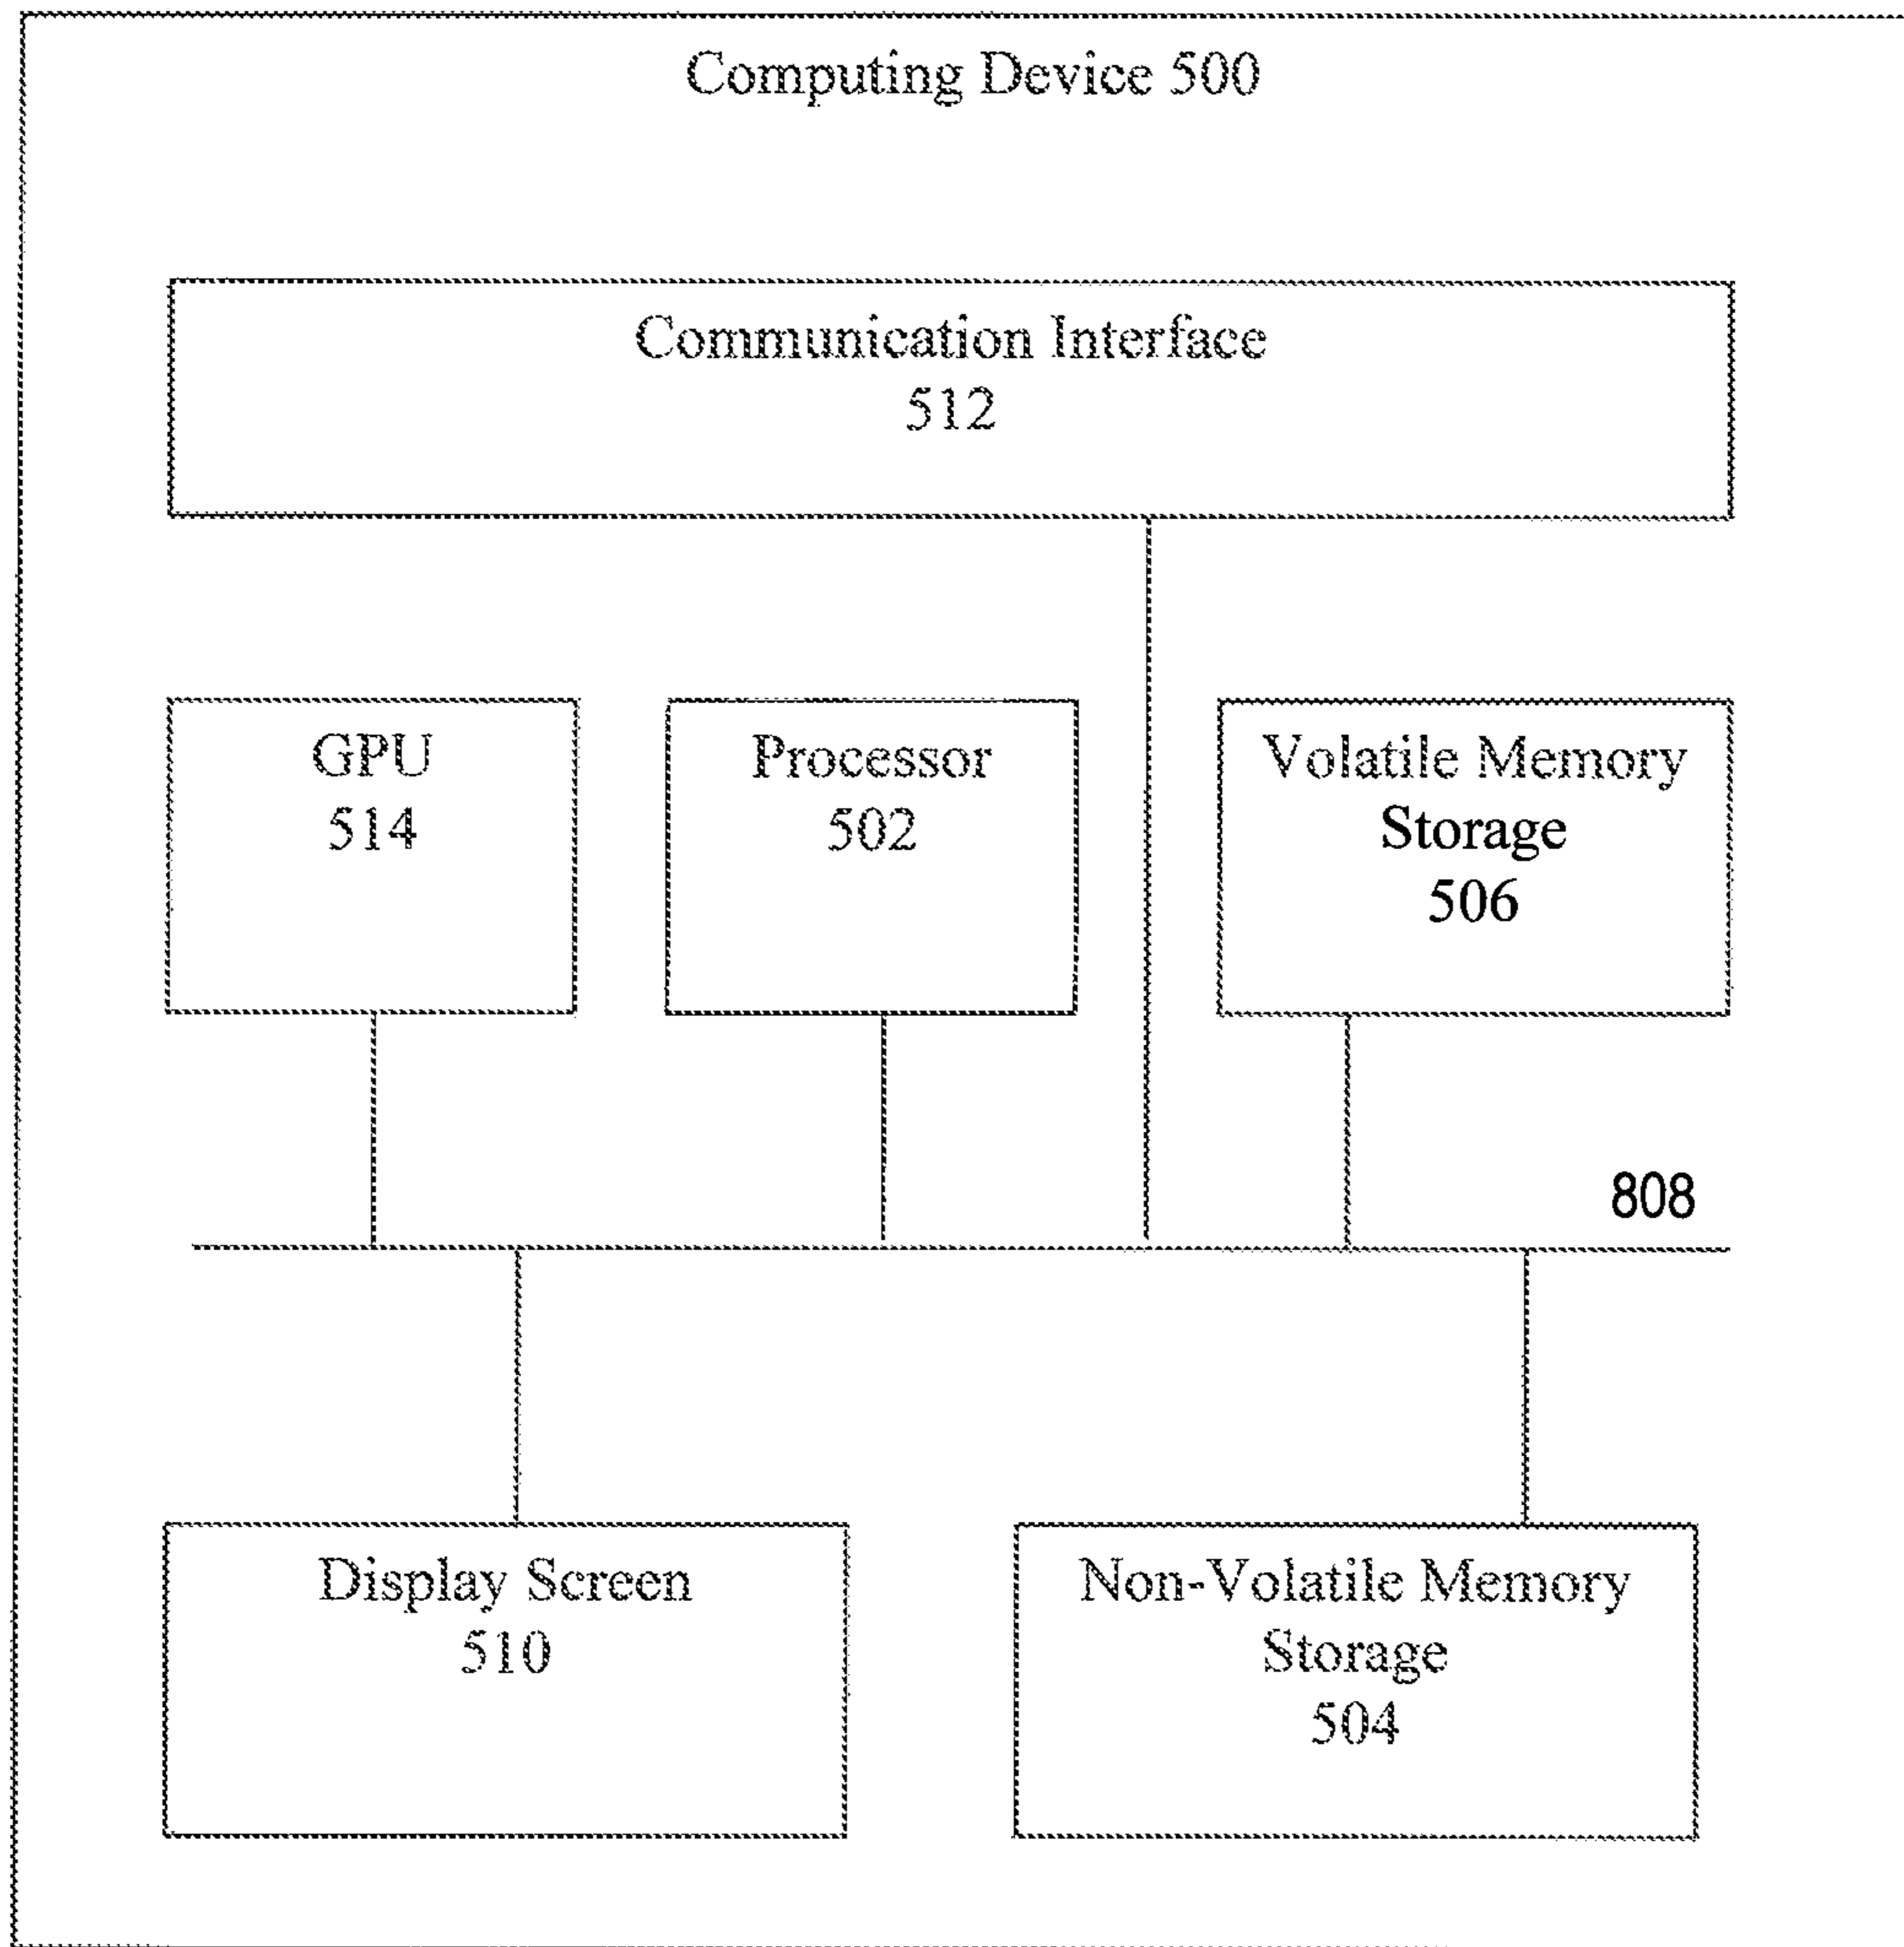 Computing Device 500
Communication Interface
512
GPU
514
Processor
502
Volatile Memory
Storage
506
808
Display Screen
510
Non-Volatile Memory
Storage
504